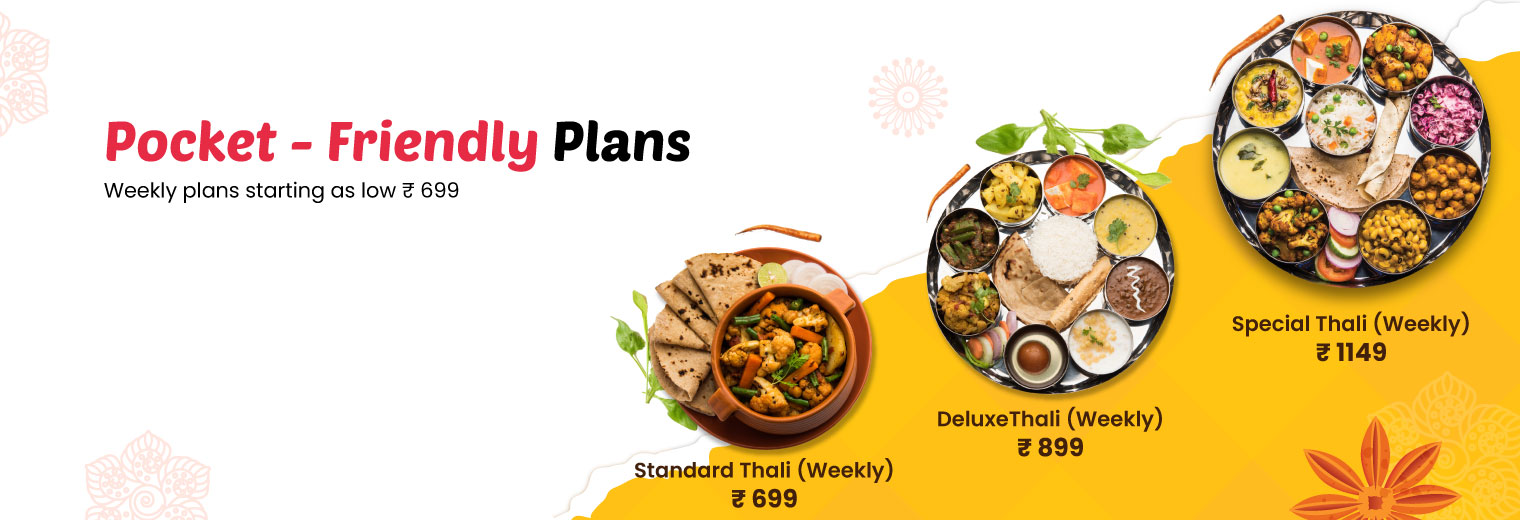 Pocket - Friendly Plans
Weekly plans starting as low ₹ 699
Standard Thali (Weekly)
₹ 699
DeluxeThali (Weekly)
₹ 899
Special Thali (Weekly)
₹ 1149